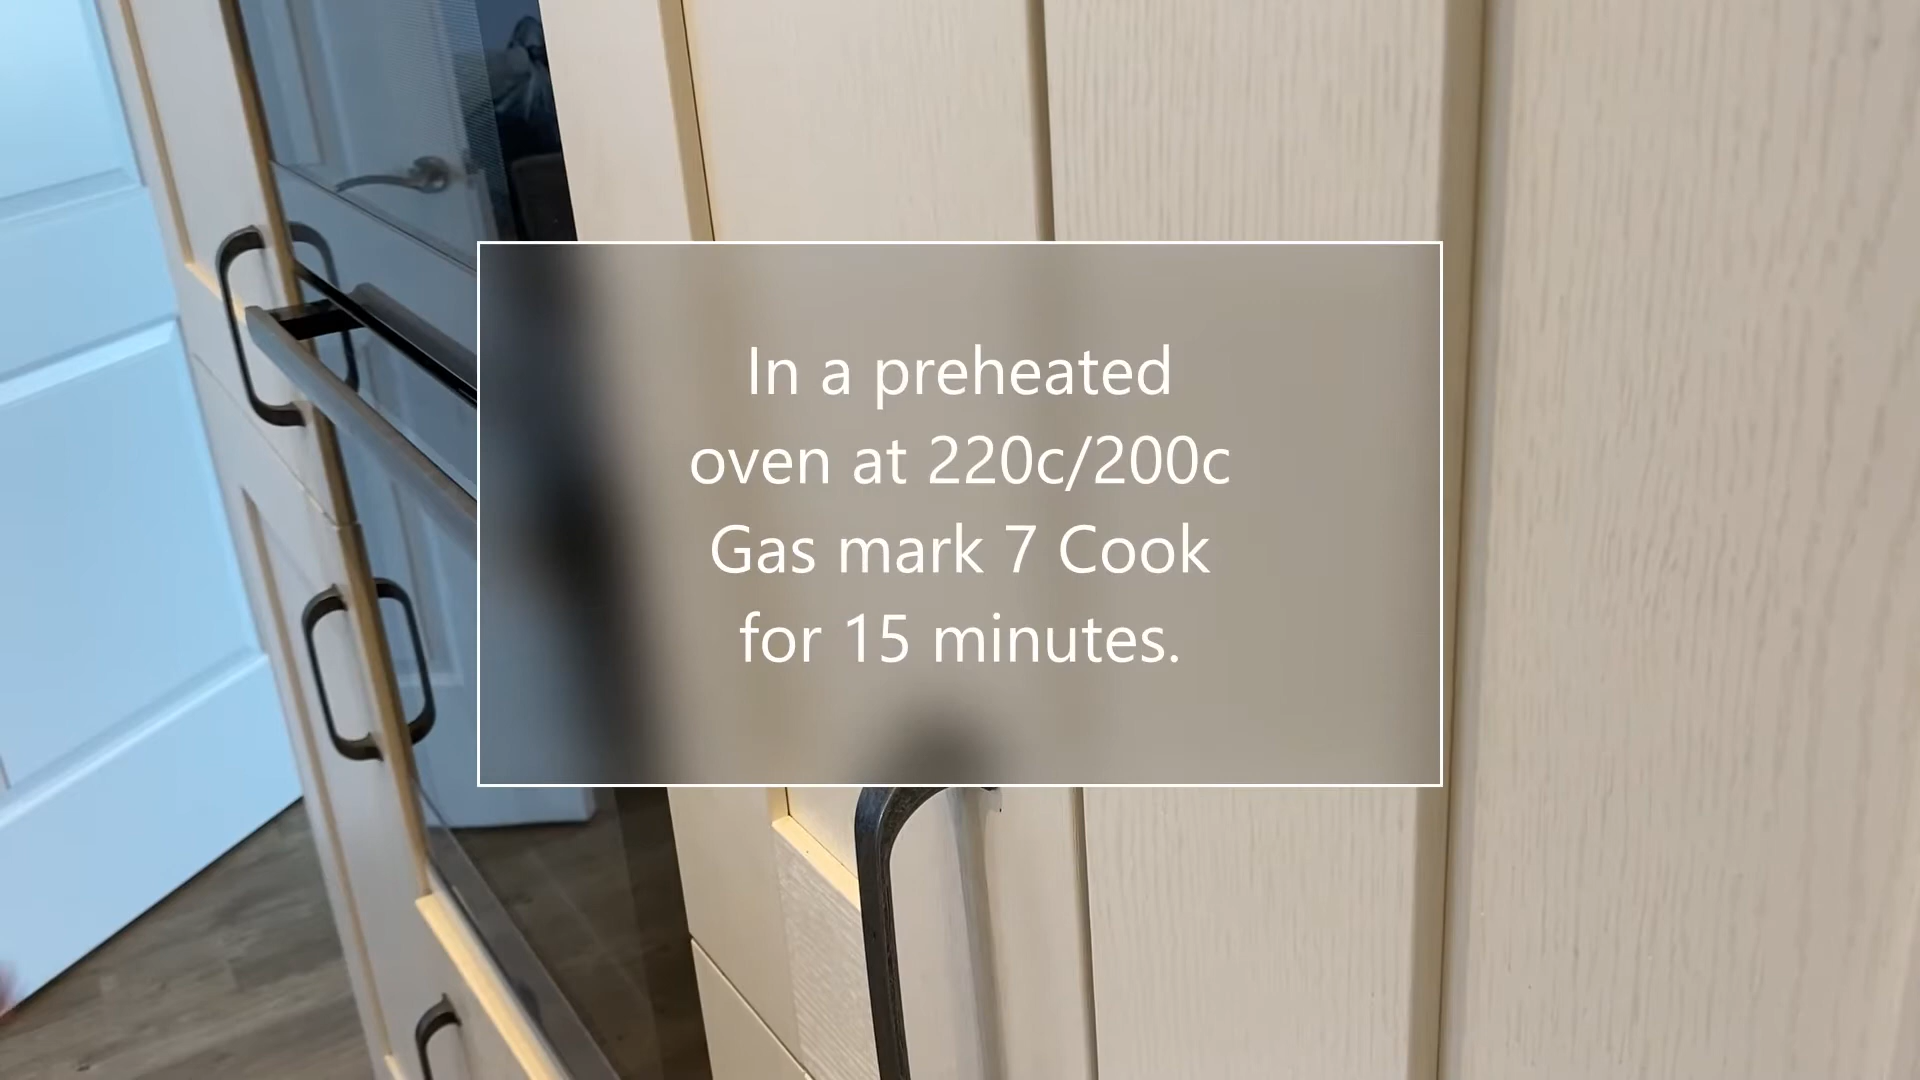 In a preheated
oven at 220c/200c
Gas mark 7 Cook
for 15 minutes.